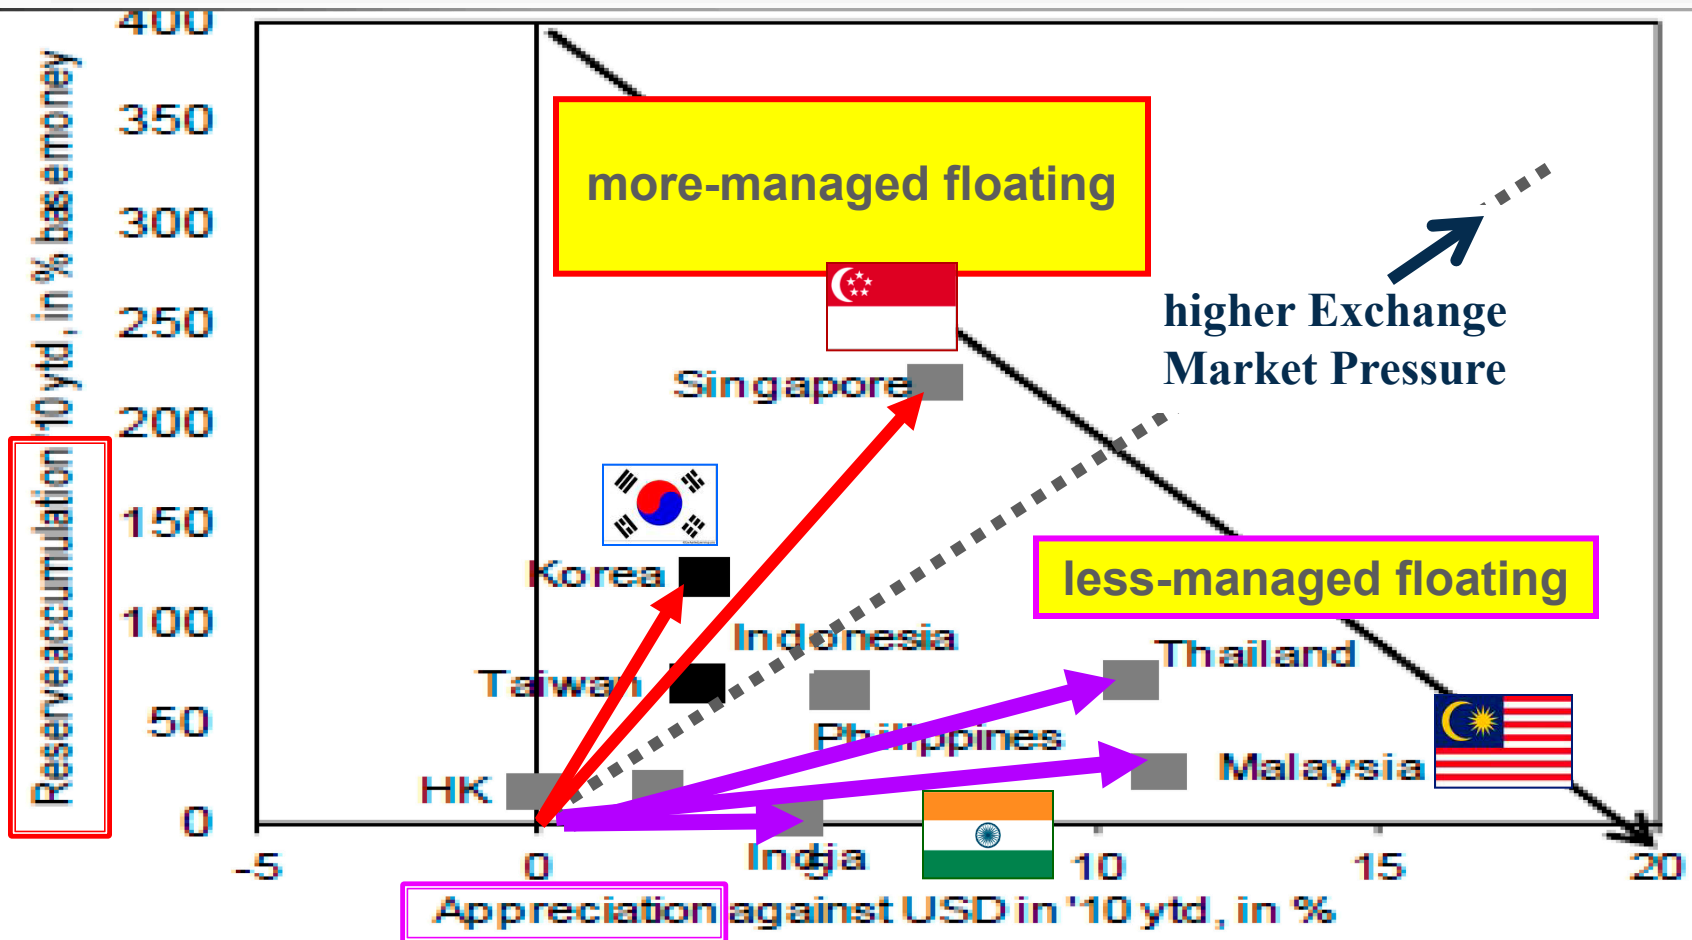 400
350
300
250
200
150
100
50
0
Reserve accumulation '10 ytd, in % base money
more-managed floating
higher Exchange
Market Pressure
Singapore
Korea
less-managed floating
Indonesia
Thailand
Taiwan
Philippines
Malaysia
HK
India
-5
0
5
10
15
20
Appreciation against USD in '10 ytd, in %